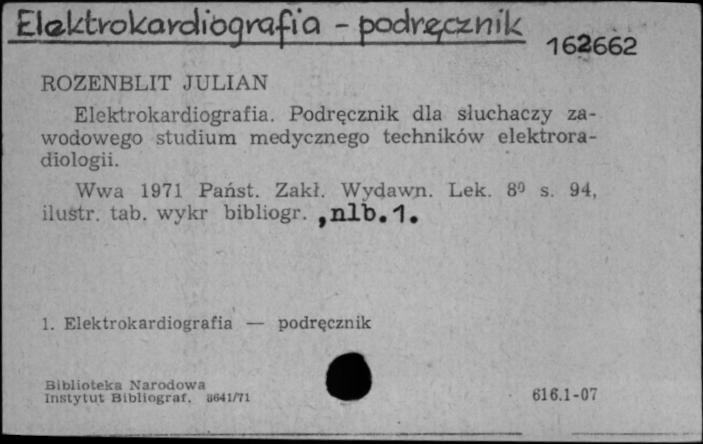 Elektrokardiografia - podręcznik
162662
ROZENBLIT JULIAN
Elektrokardiografia. Podręcznik dla słuchaczy za-
wodowego studium medycznego techników elektrora-
diologii.
Wwa 1971 Państ. Zakł. Wydawn. Lek. 8⁰ s. 94,
ilustr. tab. wykr bibliogr. , nlb. 1.
1. Elektrokardiografia — podręcznik
Biblioteka Narodowa
Instytut Bibliograf. 8641/71
616.1-07